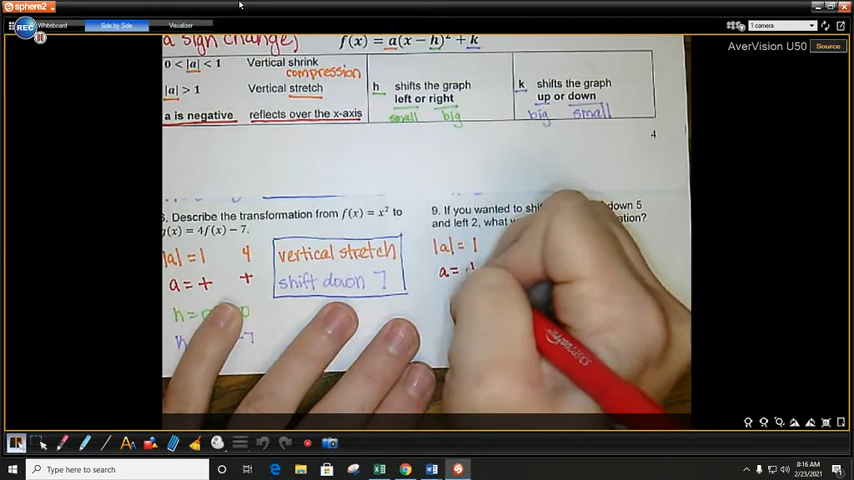 sphere2
REC
Whiteboard
Side by Side
Visualizer
1 camera
AverVision U50
Source
a sign change)
f(x) = a(x − h)² + k
0 < |a| < 1 Vertical shrink
compression
|a| > 1 Vertical stretch
a is negative reflects over the x-axis
h shifts the graph
left or right
small big
k shifts the graph
up or down
big small
4
6. Describe the transformation from f(x) = x² to
g(x) = 4f(x) − 7.
|a| = 1 4
a = + +
h = 0
-7
vertical stretch
shift down 7
9. If you wanted to down 5
and left 2, what
|a| = 1
a =
Type here to search
8:16 AM
2/23/2021